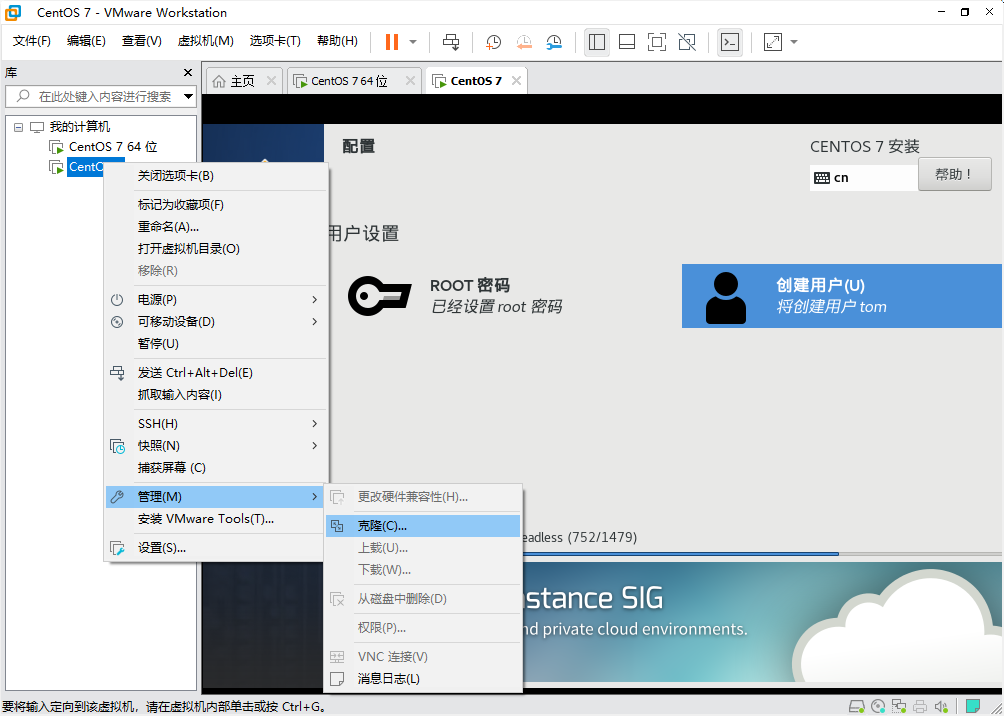 CentOS 7 - VMware Workstation
文件(F) 编辑(E) 查看(V) 虚拟机(M) 选项卡(T) 帮助(H)
库
在此处键入内容进行搜索
主页
CentOS 7 64 位
CentOS 7
我的计算机
CentOS 7 64 位
CentO
关闭选项卡(B)
标记为收藏项(F)
重命名(A)...
打开虚拟机目录(O)
移除(R)
电源(P)
可移动设备(D)
暂停(U)
发送 Ctrl+Alt+Del(E)
抓取输入内容(I)
SSH(H)
快照(N)
捕获屏幕 (C)
管理(M)
安装 VMware Tools(T)...
设置(S)...
更改硬件兼容性(H)...
克隆(C)...
上载(U)...
下载(W)...
从磁盘中删除(D)
权限(P)...
VNC 连接(V)
消息日志(L)
配置
CENTOS 7 安装
cn
帮助！
用户设置
ROOT 密码
已经设置 root 密码
创建用户(U)
将创建用户 tom
eadless (752/1479)
stance SIG
nd private cloud environments.
要将输入定向到该虚拟机，请在虚拟机内部单击或按 Ctrl+G。